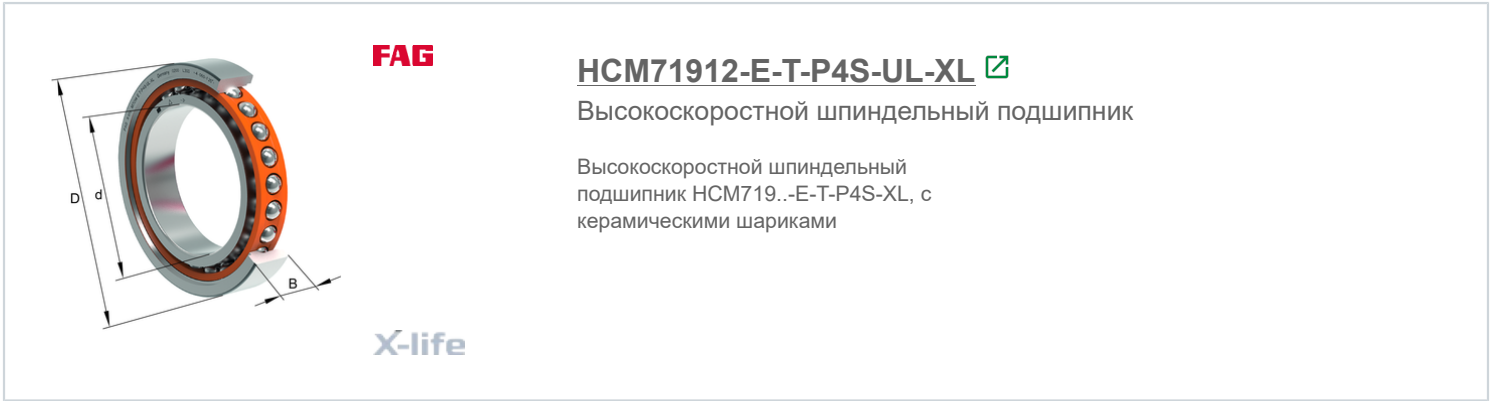 FAG
HCM71912-E-T-P4S-UL-XL
Высокоскоростной шпиндельный подшипник
Высокоскоростной шпиндельный
подшипник HCM719..-E-T-P4S-XL, с
керамическими шариками
D
d
B
X-life